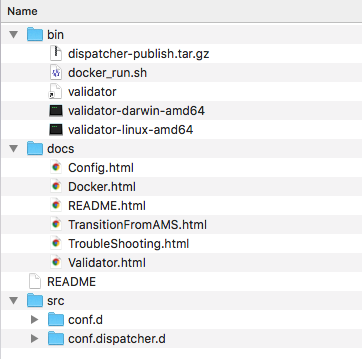 Name
bin
dispatcher-publish.tar.gz
docker_run.sh
validator
validator-darwin-amd64
validator-linux-amd64
docs
Config.html
Docker.html
README.html
TransitionFromAMS.html
TroubleShooting.html
Validator.html
README
src
conf.d
conf.dispatcher.d